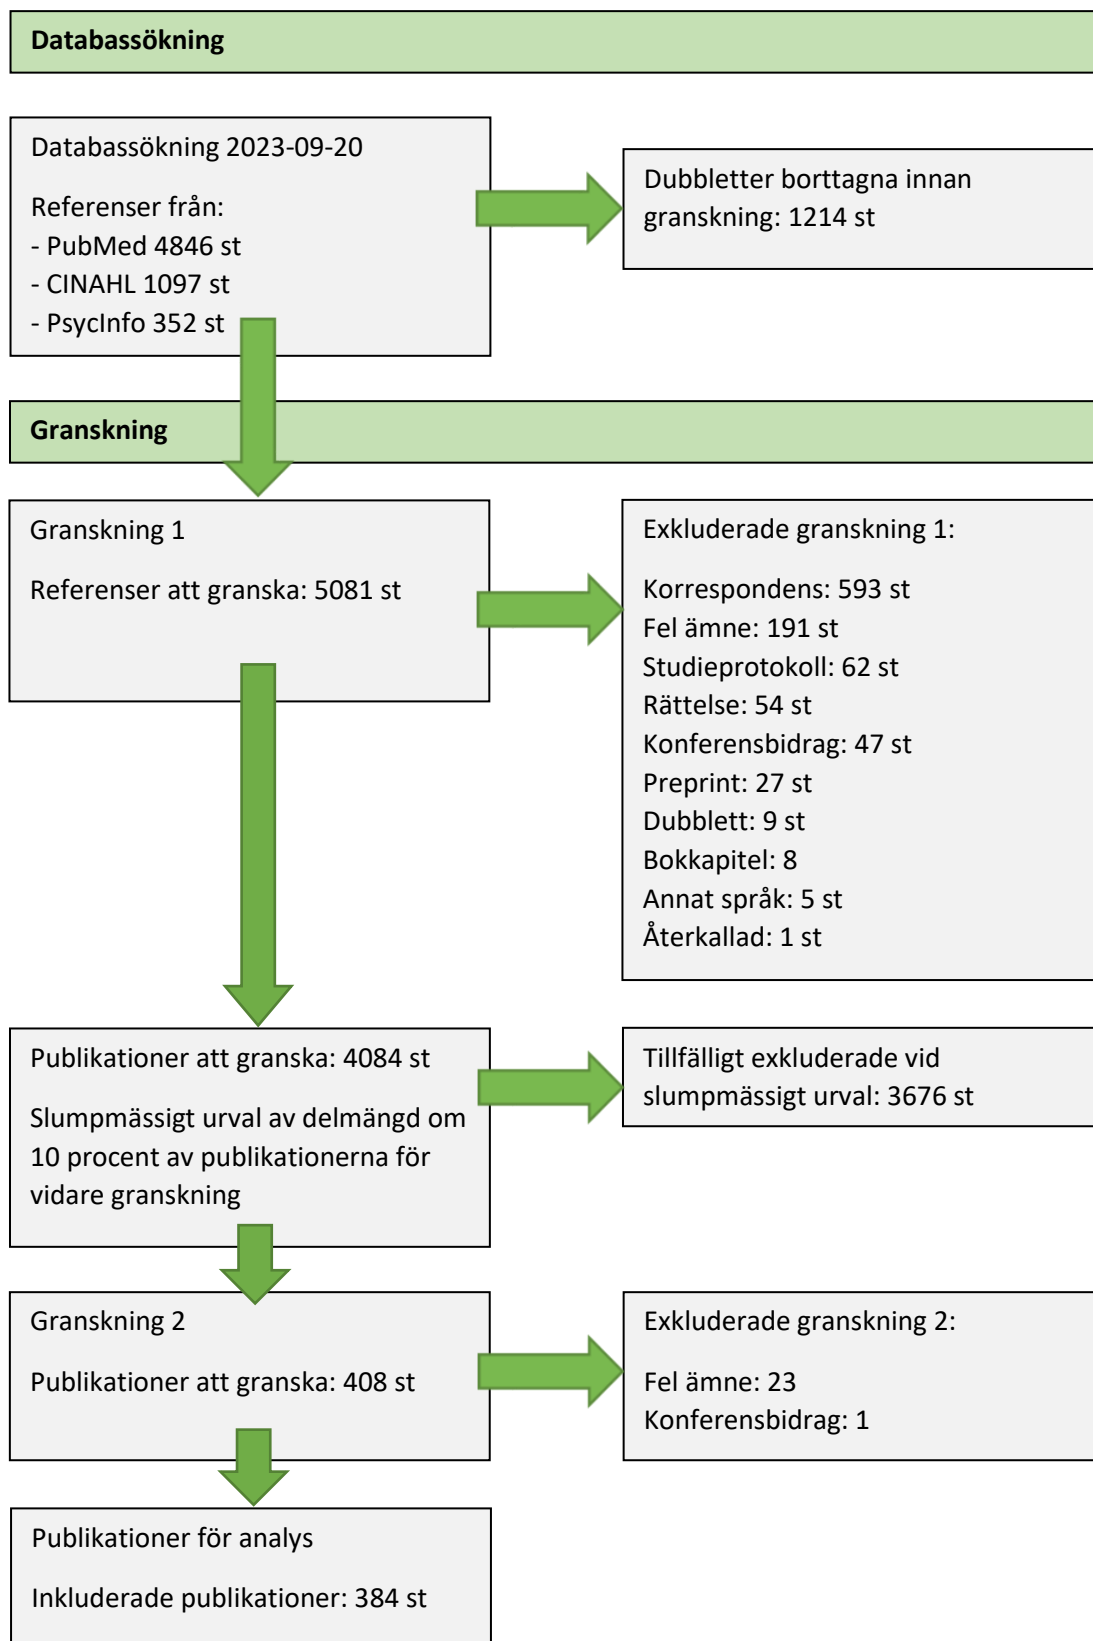 Databassökning
Databassökning 2023-09-20
Referenser från:
- PubMed 4846 st
- CINAHL 1097 st
- PsycInfo 352 st
Dubbletter borttagna innan
granskning: 1214 st
Granskning
Granskning 1
Referenser att granska: 5081 st
Exkluderade granskning 1:
Korrespondens: 593 st
Fel ämne: 191 st
Studieprotokoll: 62 st
Rättelse: 54 st
Konferensbidrag: 47 st
Preprint: 27 st
Dubblett: 9 st
Bokkapitel: 8
Annat språk: 5 st
Återkallad: 1 st
Publikationer att granska: 4084 st
Slumpmässigt urval av delmängd om
10 procent av publikationerna för
vidare granskning
Tillfälligt exkluderade vid
slumpmässigt urval: 3676 st
Granskning 2
Publikationer att granska: 408 st
Exkluderade granskning 2:
Fel ämne: 23
Konferensbidrag: 1
Publikationer för analys
Inkluderade publikationer: 384 st